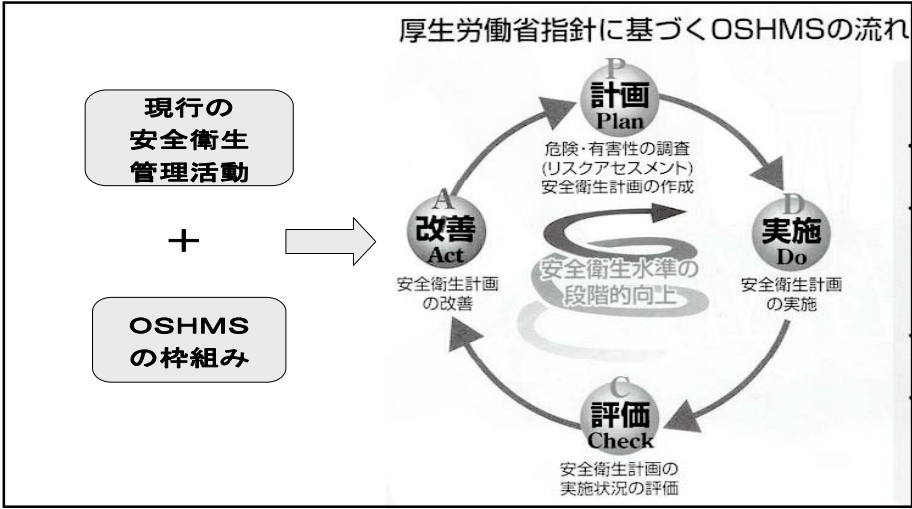 厚生労働省指針に基づくOSHMSの流れ
現行の
安全衛生
管理活動
+
OSHMS
の枠組み
P
計画
Plan
危険・有害性の調査
(リスクアセスメント)
安全衛生計画の作成
D
実施
Do
安全衛生計画
の実施
C
評価
Check
安全衛生計画の
実施状況の評価
A
改善
Act
安全衛生計画
の改善
安全衛生水準の
段階的向上